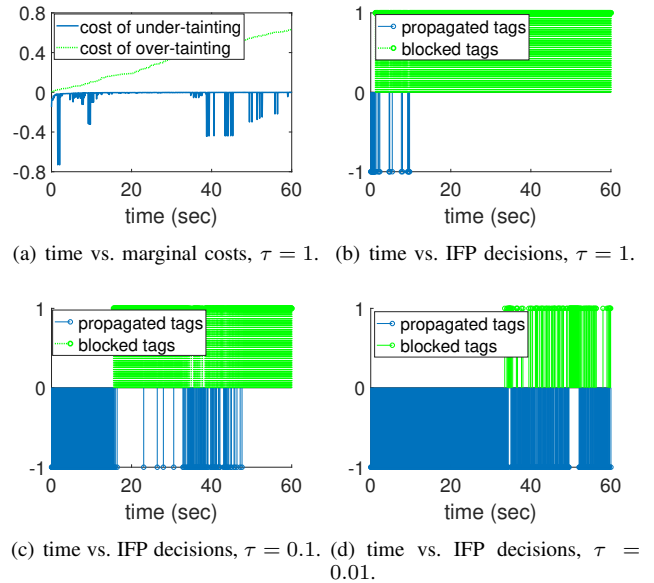 0.8
cost of under-tainting
cost of over-tainting
0.4
0
-0.4
-0.8
0 20 40 60
time (sec)
1
propagated tags
blocked tags
0
-1
0 20 40 60
time (sec)
(a) time vs. marginal costs, τ = 1.
(b) time vs. IFP decisions, τ = 1.
1
propagated tags
blocked tags
0
-1
0 20 40 60
time (sec)
1
propagated tags
blocked tags
0
-1
0 20 40 60
time (sec)
(c) time vs. IFP decisions, τ = 0.1.
(d) time vs. IFP decisions, τ =
0.01.